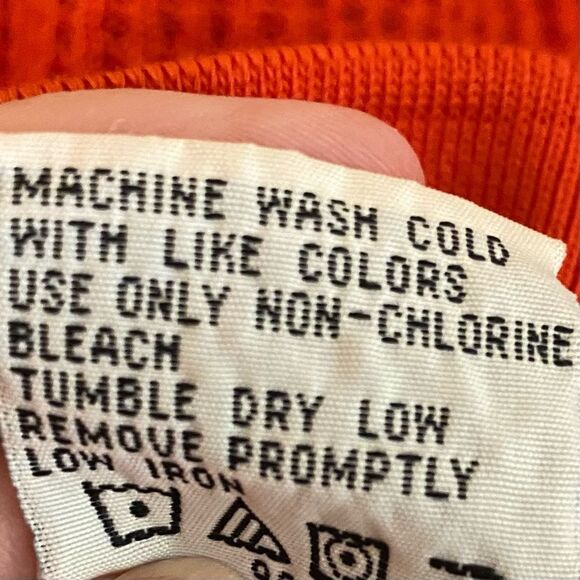 MACHINE WASH COLD
WITH LIKE COLORS
USE ONLY NON-CHLORINE
BLEACH
TUMBLE DRY LOW
REMOVE PROMPTLY
LOW IRON